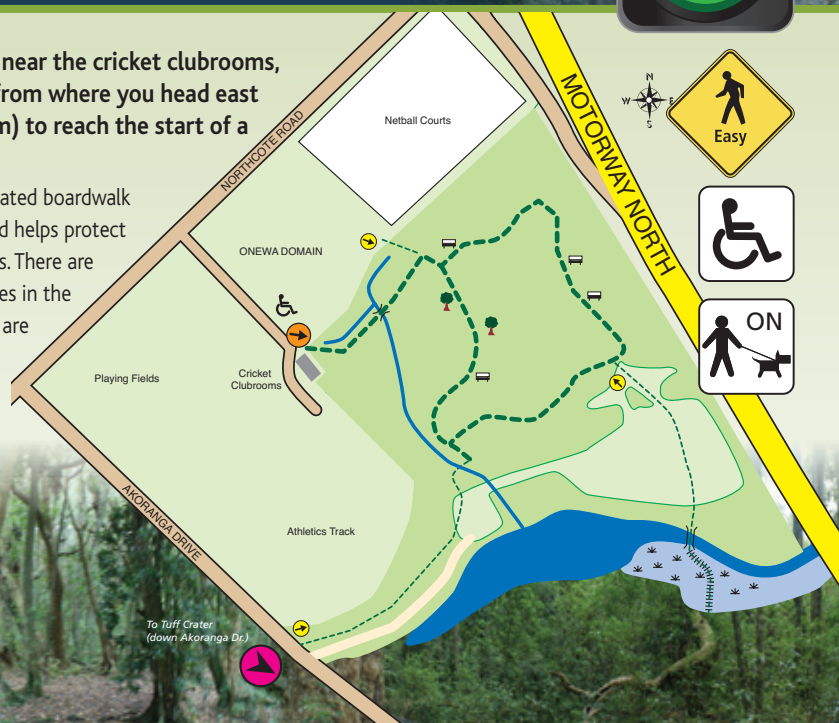 near the cricket clubrooms,
from where you head east
m) to reach the start of a
ated boardwalk
d helps protect
s. There are
es in the
are
NORTHCOTE ROAD
Netball Courts
MOTORWAY NORTH
N
W E
S
Easy
ONEWA DOMAIN
ON
Playing Fields
Cricket
Clubrooms
AKORANGA DRIVE
Athletics Track
To Tuff Crater
(down Akoranga Dr.)